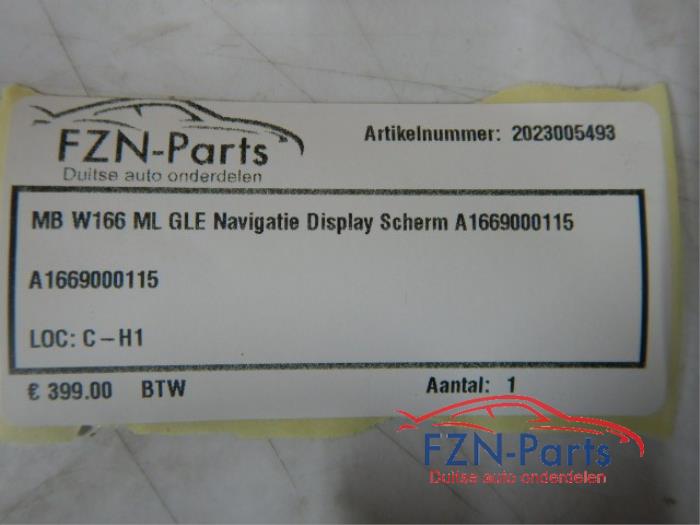 FZN-Parts
Duitse auto onderdelen
Artikelnummer: 2023005493
MB W166 ML GLE Navigatie Display Scherm A1669000115
A1669000115
LOC: C-H1
€ 399.00 BTW
Aantal: 1
FZN-Parts
Duitse auto onderdelen